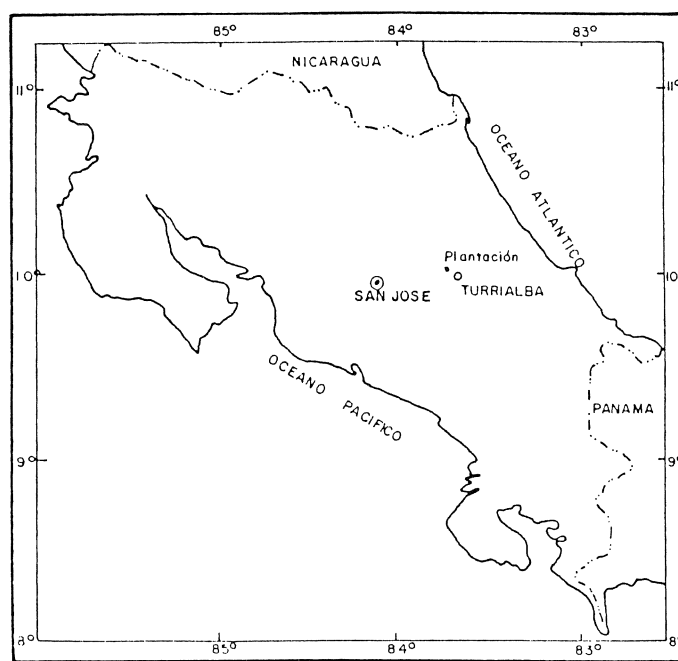 85° 84° 83°
NICARAGUA
11° 11°
OCEANO ATLANTICO
Plantación
10° 10°
SAN JOSE
TURRIALBA
OCEANO PACIFICO
PANAMA
9° 9°
8° 8°
85° 84° 83°